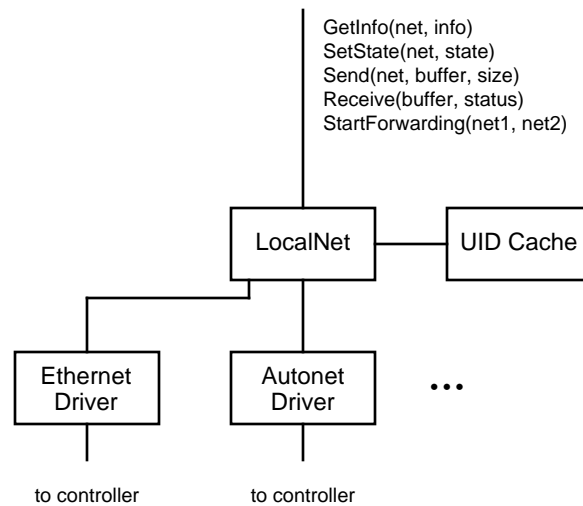 GetInfo(net, info)
SetState(net, state)
Send(net, buffer, size)
Receive(buffer, status)
StartForwarding(net1, net2)
LocalNet
UID Cache
Ethernet
Driver
Autonet
Driver
...
to controller
to controller